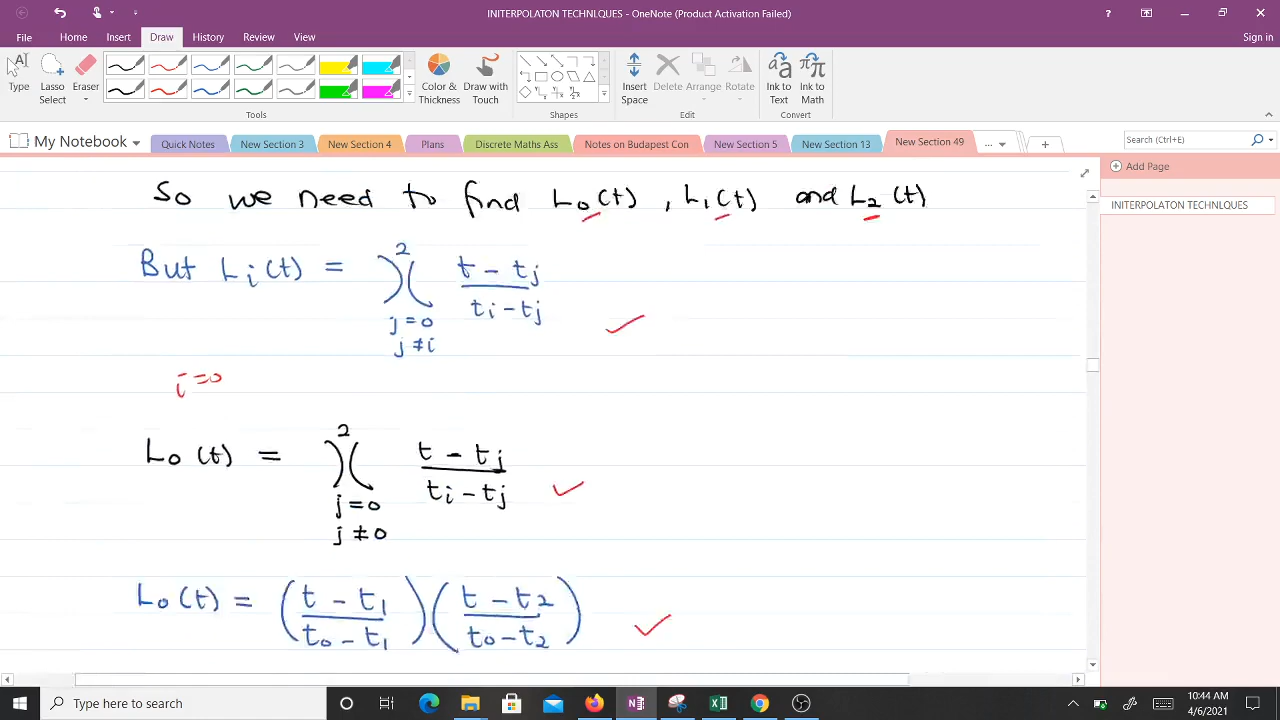 INITERPOLATON TECHNLQUES - OneNote (Product Activation Failed)
File Home Insert Draw History Review View
Sign in
Type Lasso Select Eraser Color & Thickness Draw with Touch Insert Space Delete Arrange Rotate Ink to Text Ink to Math
Tools Shapes Edit Convert
My Notebook Quick Notes New Section 3 New Section 4 Plans Discrete Maths Ass Notes on Budapest Con New Section 5 New Section 13 New Section 49 ... Search (Ctrl+E)
Add Page
INITERPOLATON TECHNLQUES
So we need to find L0(t) , L1(t) and L2(t)
But Li(t) = )( 2 j=0 j≠i t - tj / ti - tj
i=0
L0(t) = )( 2 j=0 j≠0 t - tj / ti - tj
L0(t) = (t - t1 / t0 - t1) (t - t2 / t0 - t2)
Type here to search
10:44 AM
4/6/2021